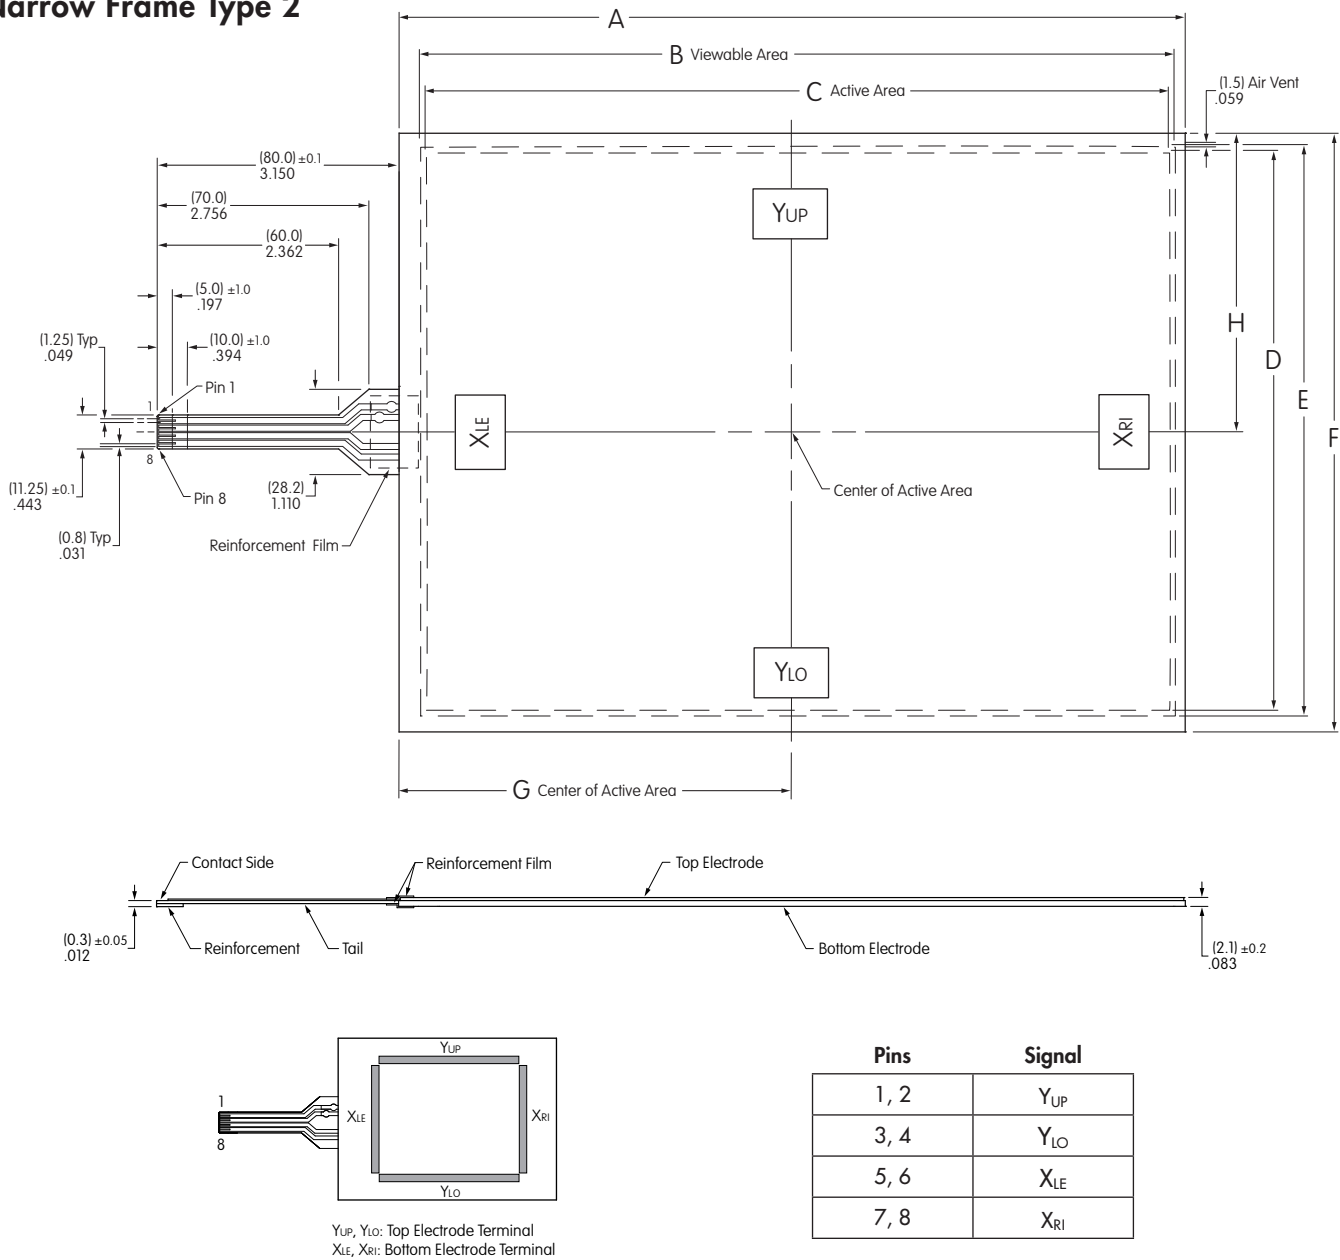 Narrow Frame Type 2
A
B Viewable Area
C Active Area
(1.5) Air Vent
.059
(80.0) ±0.1
3.150
(70.0)
2.756
(60.0)
2.362
(5.0) ±1.0
.197
(1.25) Typ
.049
(10.0) ±1.0
.394
Pin 1
1
8
Pin 8
(11.25) ±0.1
.443
(0.8) Typ
.031
(28.2)
1.110
Reinforcement Film
YUP
XLE
XRI
YLO
Center of Active Area
H
D
E
F
G Center of Active Area
Contact Side
Reinforcement Film
Top Electrode
(0.3) ±0.05
.012
Reinforcement
Tail
Bottom Electrode
(2.1) ±0.2
.083
1
8
YUP
XLE
XRI
YLO
YUP, YLO: Top Electrode Terminal
XLE, XRI: Bottom Electrode Terminal
Pins Signal
1, 2 YUP
3, 4 YLO
5, 6 XLE
7, 8 XRI